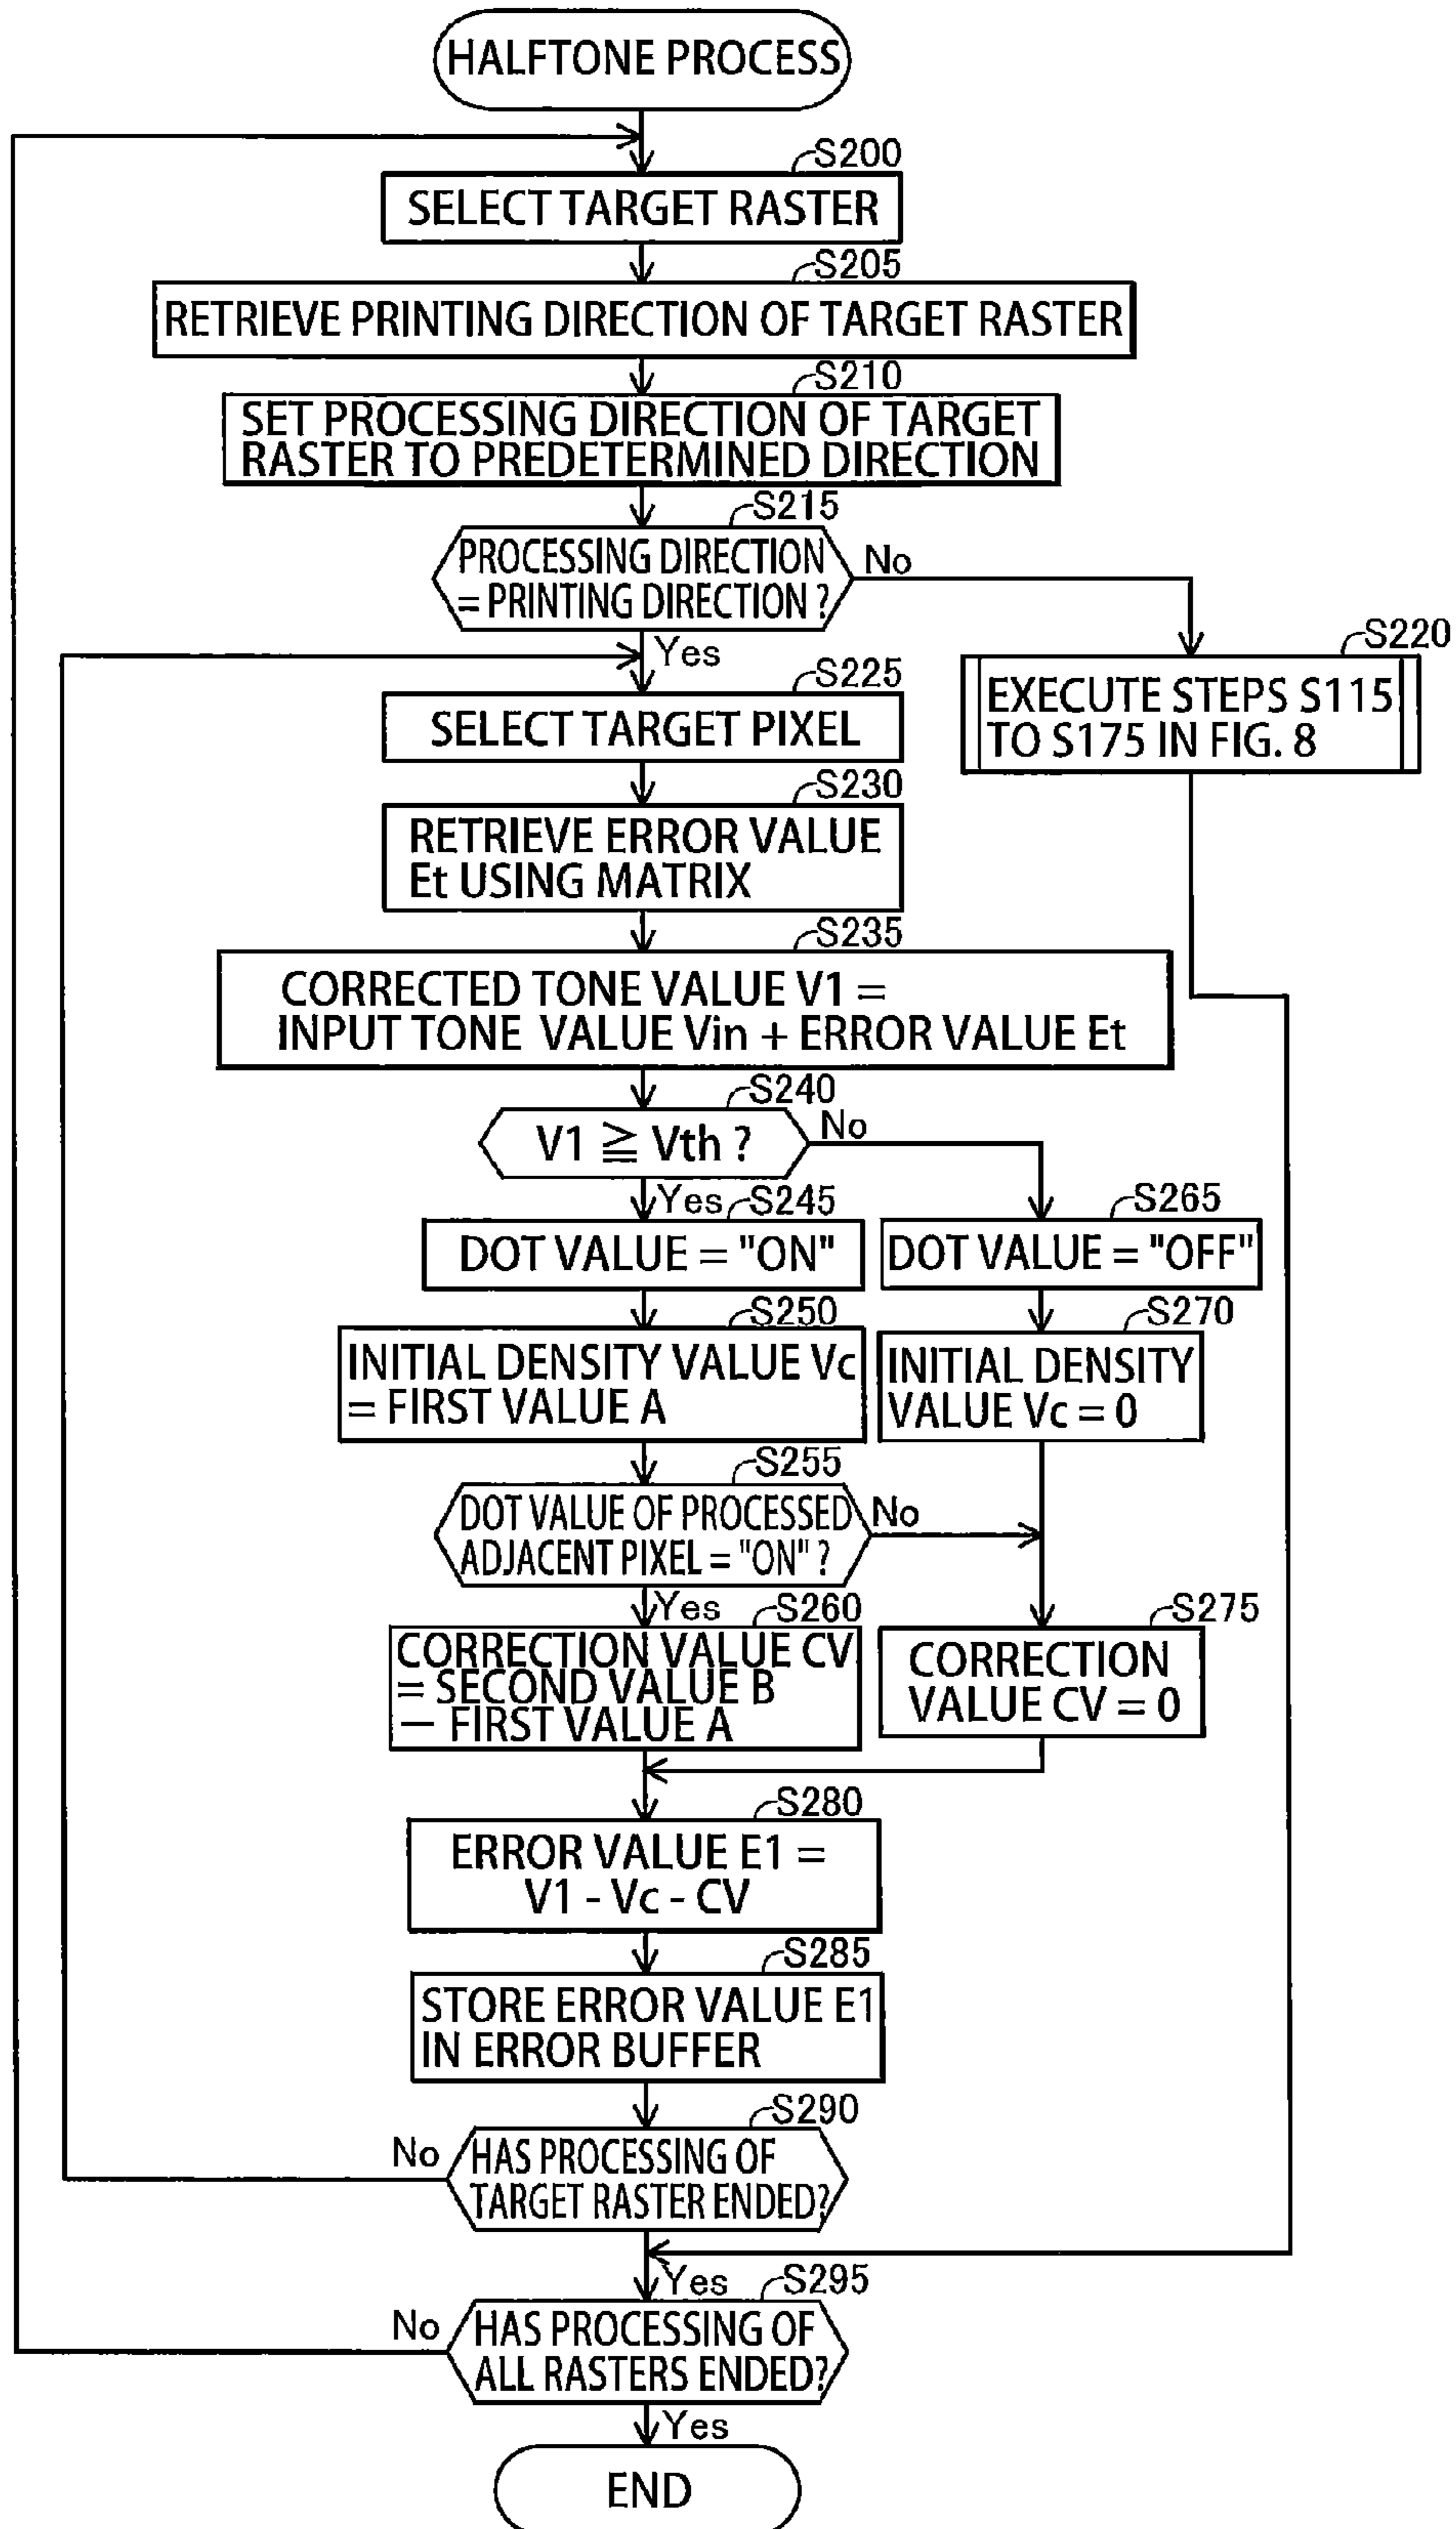 HALFTONE PROCESS
S200
SELECT TARGET RASTER
S205
RETRIEVE PRINTING DIRECTION OF TARGET RASTER
S210
SET PROCESSING DIRECTION OF TARGET
RASTER TO PREDETERMINED DIRECTION
S215
PROCESSING DIRECTION
= PRINTING DIRECTION ?
No
Yes
S220
EXECUTE STEPS S115
TO S175 IN FIG. 8
S225
SELECT TARGET PIXEL
S230
RETRIEVE ERROR VALUE
Et USING MATRIX
S235
CORRECTED TONE VALUE V1 =
INPUT TONE VALUE Vin + ERROR VALUE Et
S240
V1 ≧ Vth ?
No
Yes
S245
DOT VALUE = "ON"
S265
DOT VALUE = "OFF"
S250
INITIAL DENSITY VALUE Vc
= FIRST VALUE A
S270
INITIAL DENSITY
VALUE Vc = 0
S255
DOT VALUE OF PROCESSED
ADJACENT PIXEL = "ON" ?
No
Yes
S260
CORRECTION VALUE CV
= SECOND VALUE B
− FIRST VALUE A
S275
CORRECTION
VALUE CV = 0
S280
ERROR VALUE E1 =
V1 - Vc - CV
S285
STORE ERROR VALUE E1
IN ERROR BUFFER
S290
No
HAS PROCESSING OF
TARGET RASTER ENDED?
Yes
S295
No
HAS PROCESSING OF
ALL RASTERS ENDED?
Yes
END